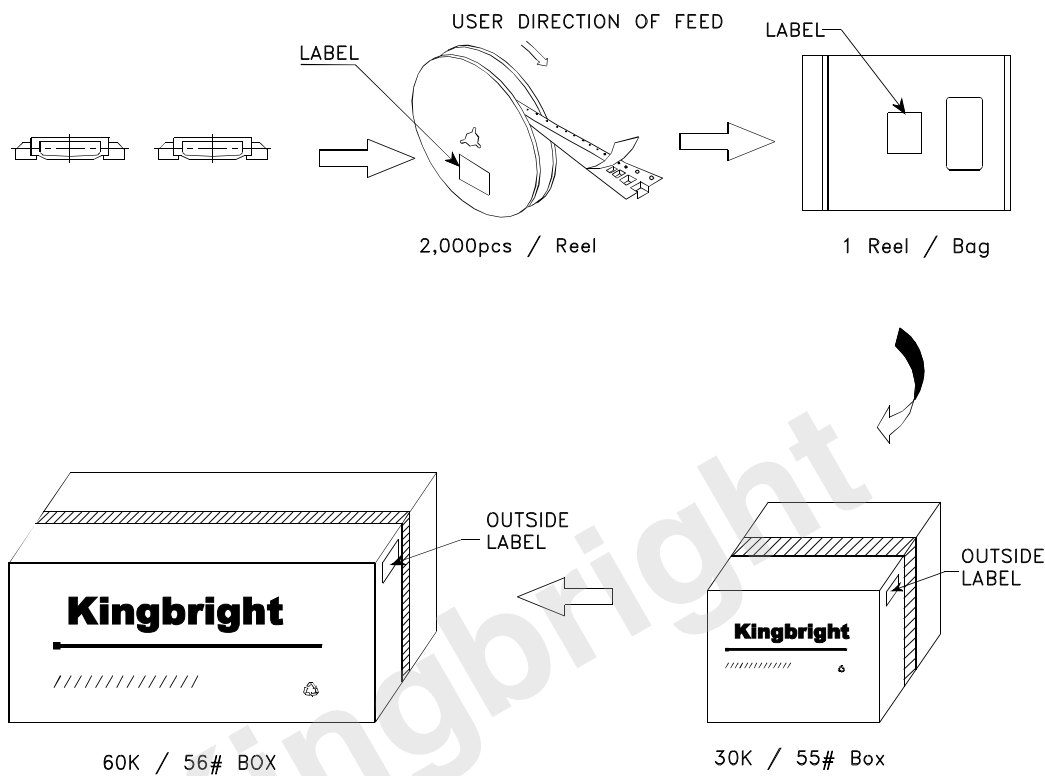 USER DIRECTION OF FEED
LABEL
LABEL
2,000pcs / Reel
1 Reel / Bag
OUTSIDE
LABEL
OUTSIDE
LABEL
Kingbright
Kingbright
60K / 56# BOX
30K / 55# Box
Kingbright